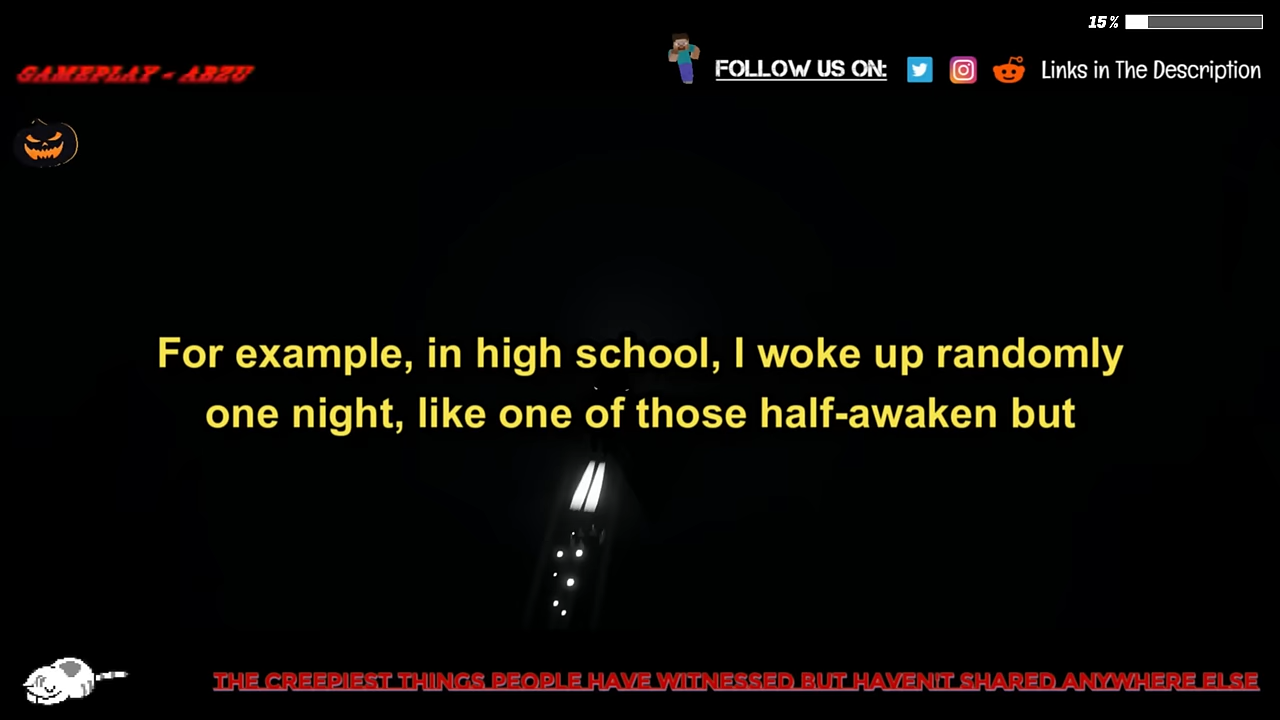 15%
GAMEPLAY - ABZU
FOLLOW US ON: Links in The Description
For example, in high school, I woke up randomly
one night, like one of those half-awaken but
THE CREEPIEST THINGS PEOPLE HAVE WITNESSED BUT HAVEN'T SHARED ANYWHERE ELSE